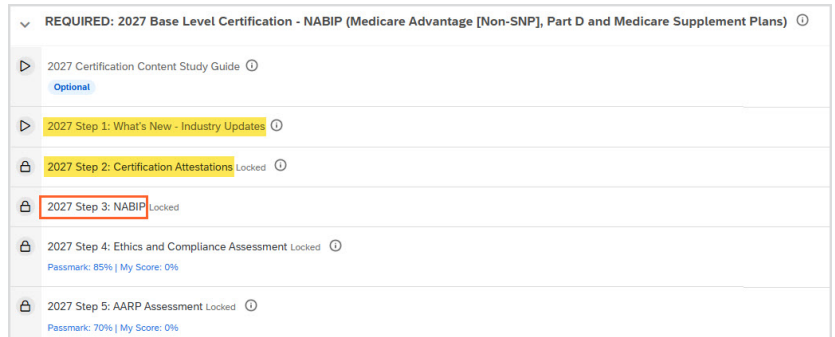 REQUIRED: 2027 Base Level Certification - NABIP (Medicare Advantage [Non-SNP], Part D and Medicare Supplement Plans)
2027 Certification Content Study Guide
Optional
2027 Step 1: What's New - Industry Updates
2027 Step 2: Certification Attestations Locked
2027 Step 3: NABIP Locked
2027 Step 4: Ethics and Compliance Assessment Locked
Passmark: 85% | My Score: 0%
2027 Step 5: AARP Assessment Locked
Passmark: 70% | My Score: 0%